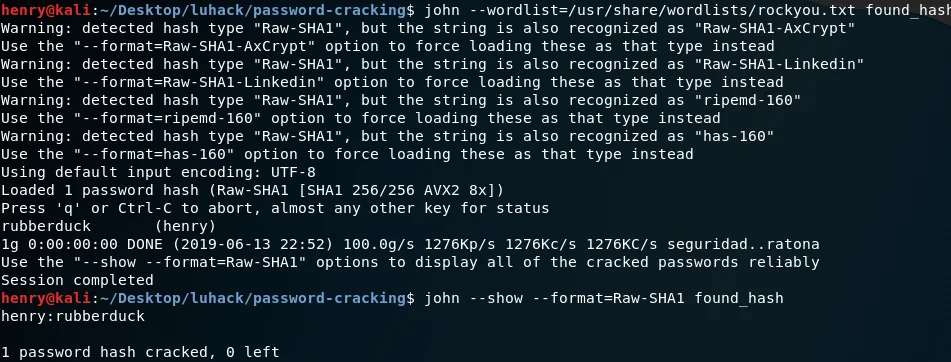 henry@kali:~/Desktop/luhack/password-cracking$ john --wordlist=/usr/share/wordlists/rockyou.txt found_hash
Warning: detected hash type "Raw-SHA1", but the string is also recognized as "Raw-SHA1-AxCrypt"
Use the "--format=Raw-SHA1-AxCrypt" option to force loading these as that type instead
Warning: detected hash type "Raw-SHA1", but the string is also recognized as "Raw-SHA1-Linkedin"
Use the "--format=Raw-SHA1-Linkedin" option to force loading these as that type instead
Warning: detected hash type "Raw-SHA1", but the string is also recognized as "ripemd-160"
Use the "--format=ripemd-160" option to force loading these as that type instead
Warning: detected hash type "Raw-SHA1", but the string is also recognized as "has-160"
Use the "--format=has-160" option to force loading these as that type instead
Using default input encoding: UTF-8
Loaded 1 password hash (Raw-SHA1 [SHA1 256/256 AVX2 8x])
Press 'q' or Ctrl-C to abort, almost any other key for status
rubberduck       (henry)
1g 0:00:00:00 DONE (2019-06-13 22:52) 100.0g/s 1276Kp/s 1276Kc/s 1276KC/s seguridad..ratona
Use the "--show --format=Raw-SHA1" options to display all of the cracked passwords reliably
Session completed
henry@kali:~/Desktop/luhack/password-cracking$ john --show --format=Raw-SHA1 found_hash
henry:rubberduck
1 password hash cracked, 0 left